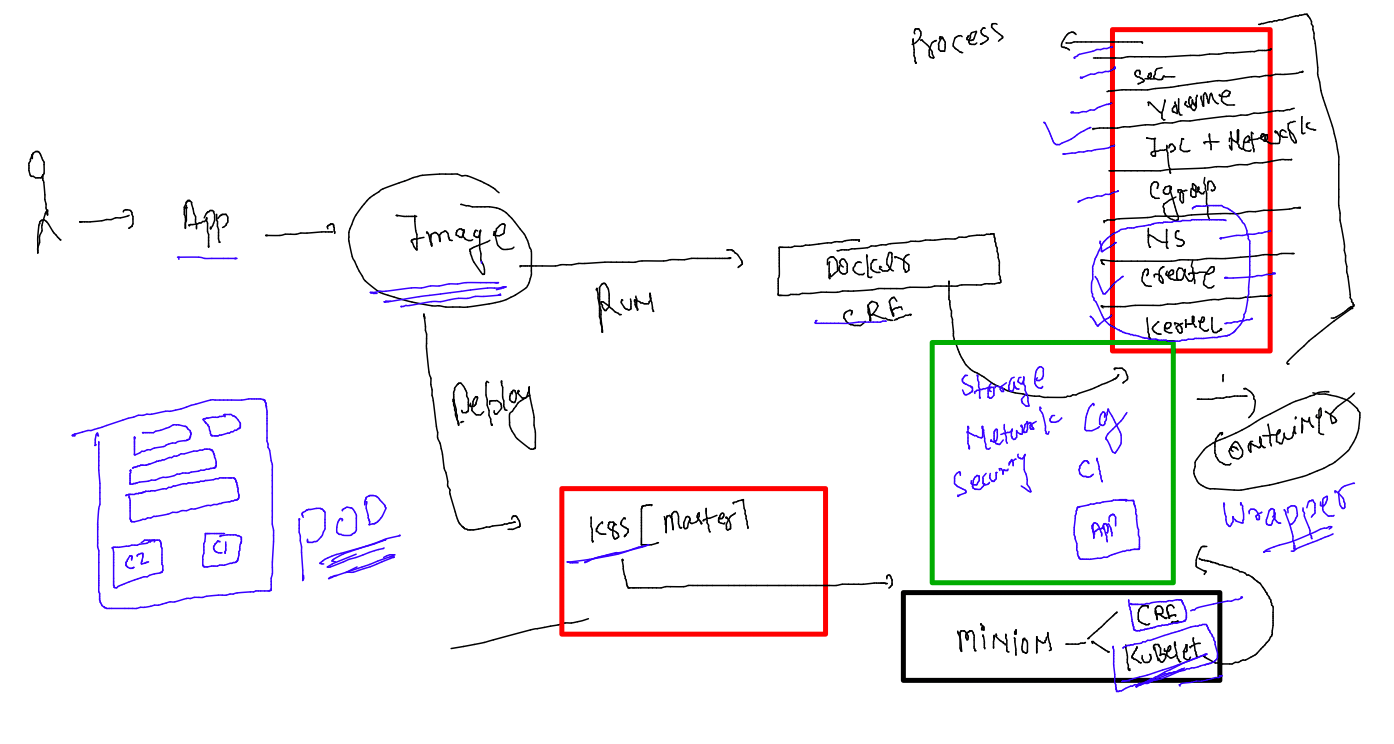 Process
sec
Volume
Ipc + Network
Cgroup
NS
create
Kernel
App
Image
Run
Docker
CRE
Deploy
Storage
Network
Security
Cg
C1
App
Container
Wrapper
C2
C1
POD
K8s [Master]
Minion
CRE
Kubelet